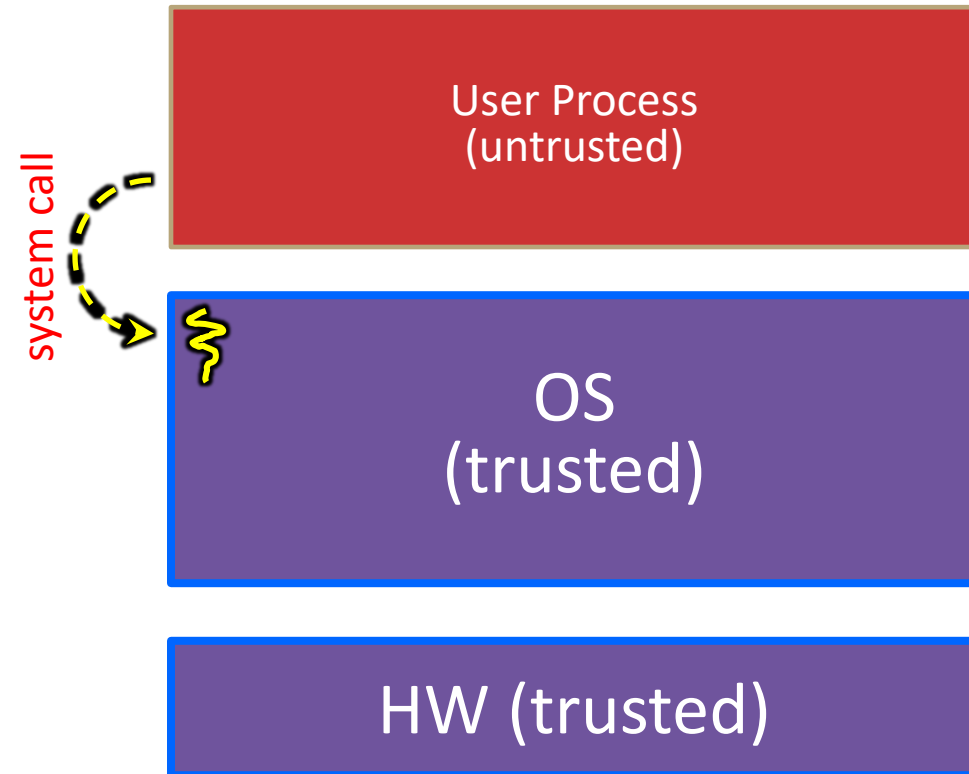 User Process
(untrusted)
system call
OS
(trusted)
HW (trusted)